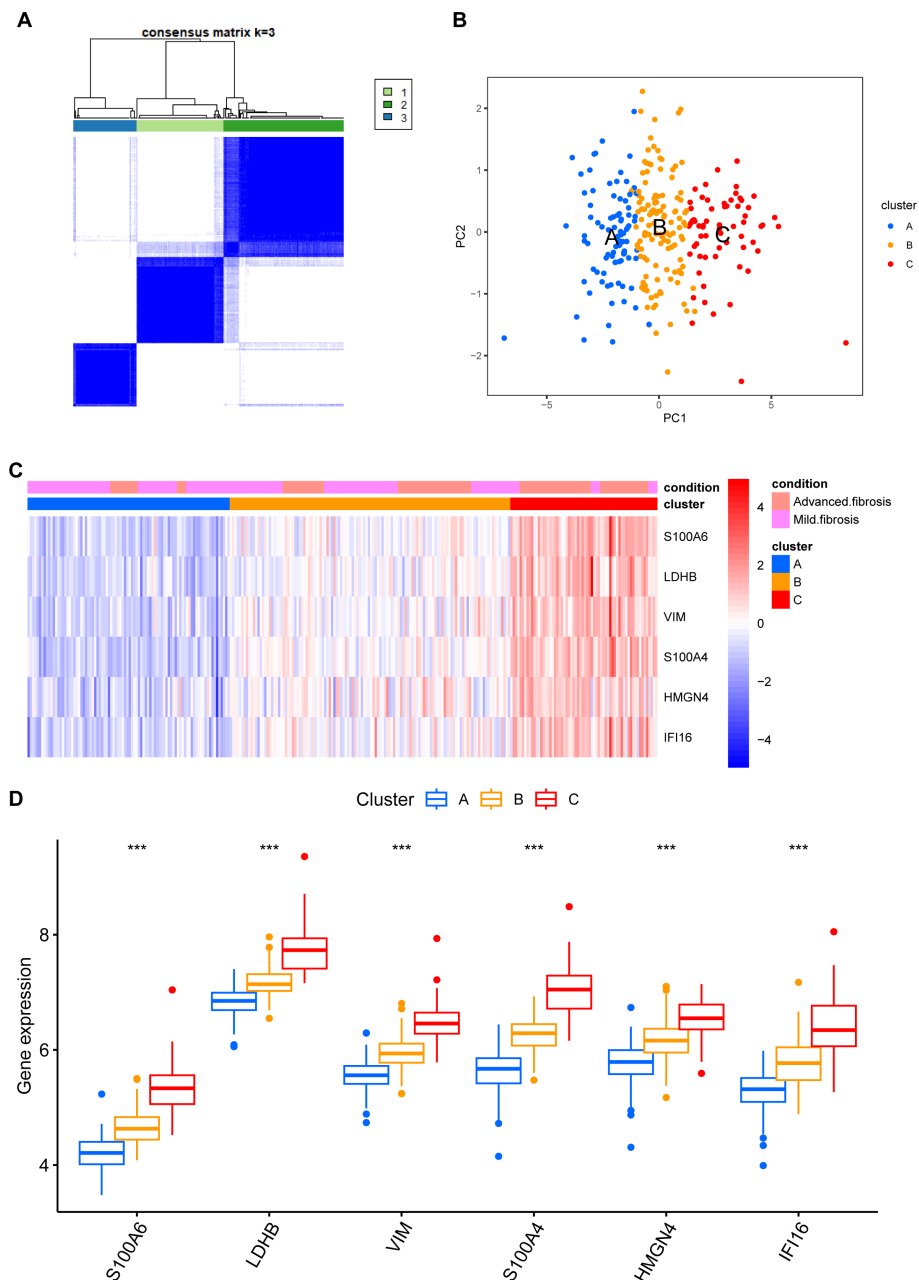 A
consensus matrix k=3
1
2
3
B
2
1
0
−1
−2
PC2
−5
0
5
PC1
A
B
C
cluster
A
B
C
C
condition
cluster
S100A6
LDHB
VIM
S100A4
HMGN4
IFI16
4
2
0
−2
−4
condition
Advanced.fibrosis
Mild.fibrosis
cluster
A
B
C
D
Cluster A B C
*** *** *** *** *** ***
8
6
4
Gene expression
S100A6
LDHB
VIM
S100A4
HMGN4
IFI16